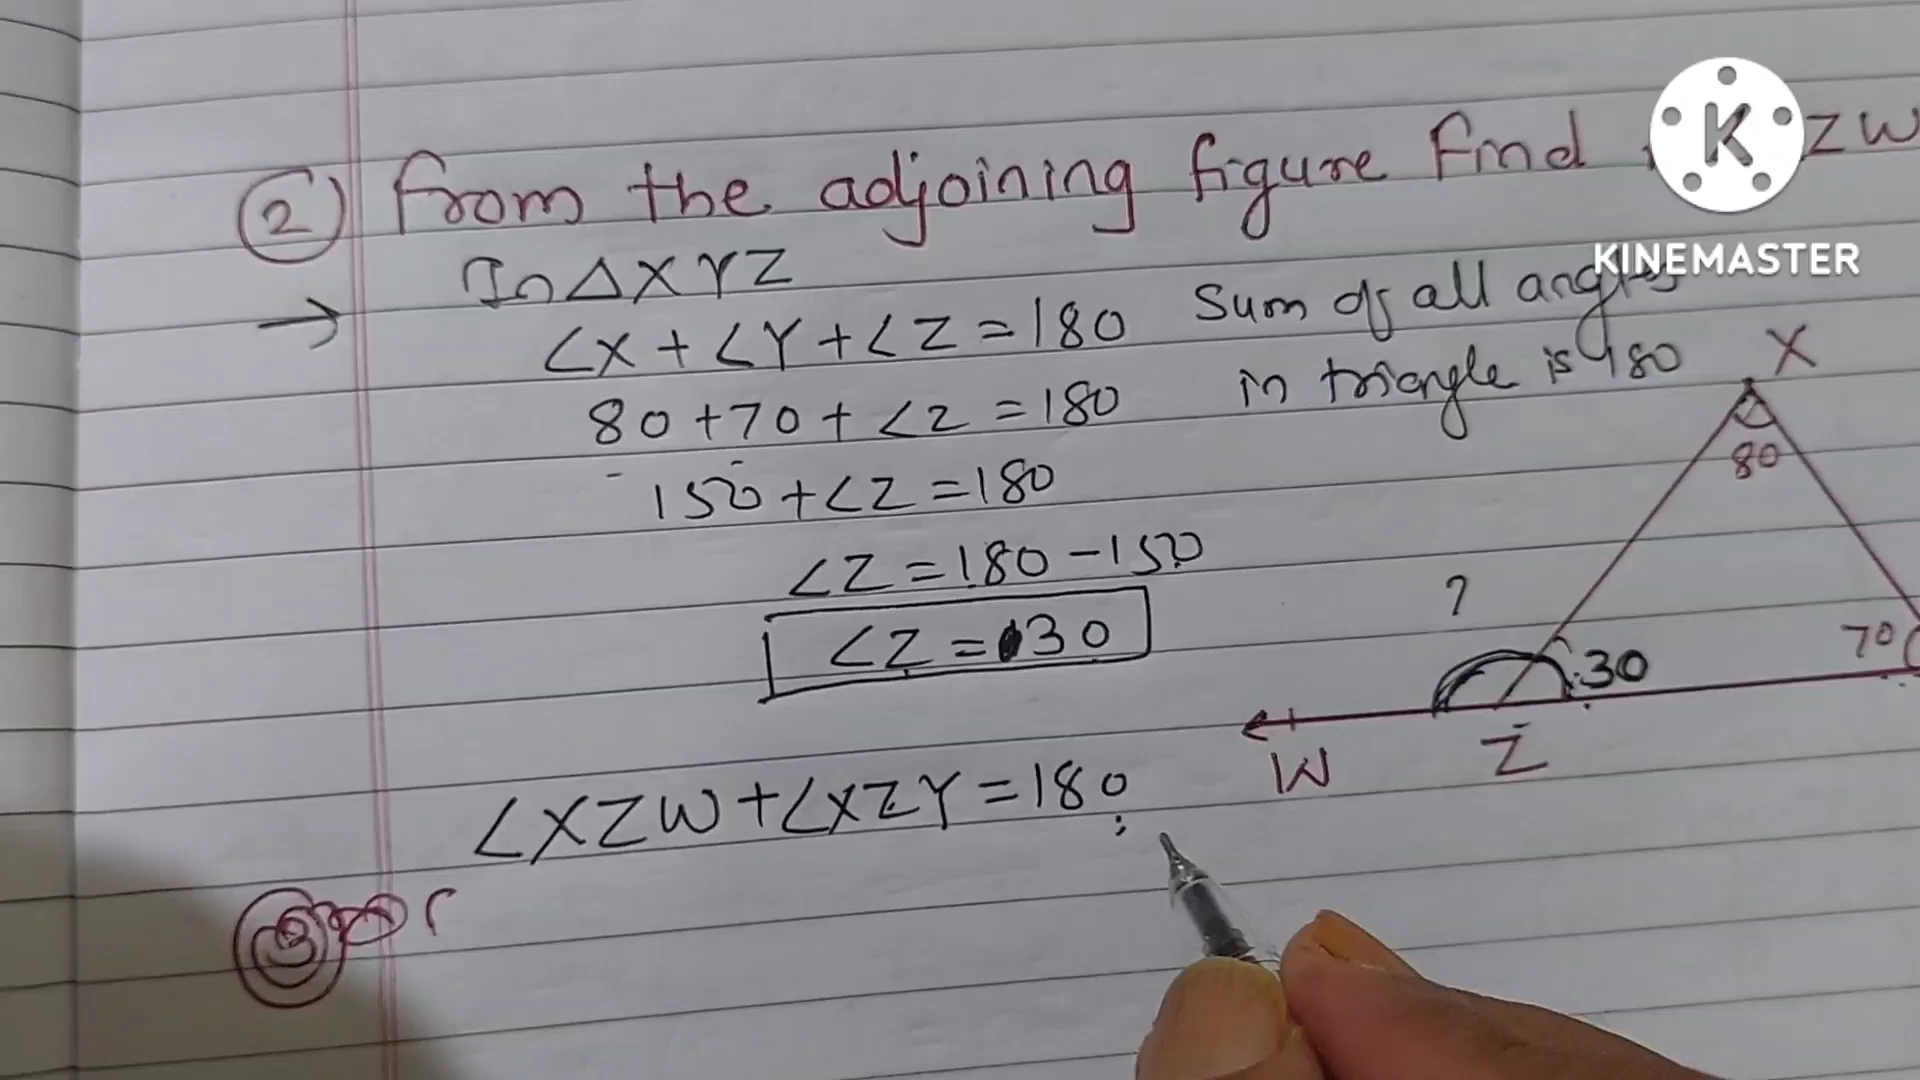 2) From the adjoining figure Find ZW
In △XYZ
→ ∠X + ∠Y + ∠Z = 180 Sum of all angles
in triangle is 180
80 + 70 + ∠Z = 180
150 + ∠Z = 180
∠Z = 180 - 150
∠Z = 30
∠XZW + ∠XZY = 180
3
X
80
?
30
70
W
Z
K
KINEMASTER